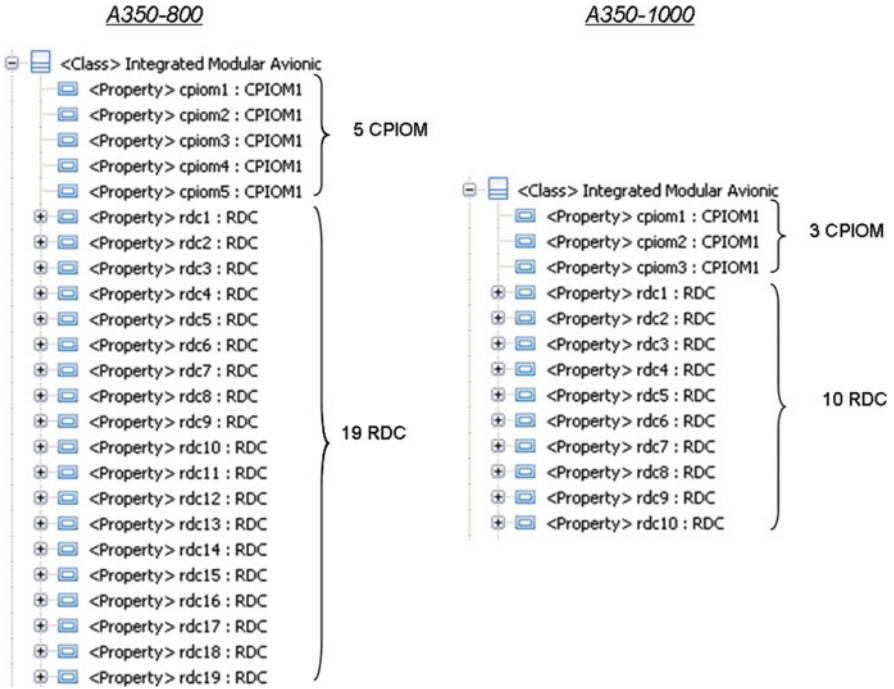 A350-800
<Class> Integrated Modular Avionic
<Property> cpiom1 : CPIOM1
<Property> cpiom2 : CPIOM1
<Property> cpiom3 : CPIOM1
<Property> cpiom4 : CPIOM1
<Property> cpiom5 : CPIOM1
5 CPIOM
<Property> rdc1 : RDC
<Property> rdc2 : RDC
<Property> rdc3 : RDC
<Property> rdc4 : RDC
<Property> rdc5 : RDC
<Property> rdc6 : RDC
<Property> rdc7 : RDC
<Property> rdc8 : RDC
<Property> rdc9 : RDC
<Property> rdc10 : RDC
<Property> rdc11 : RDC
<Property> rdc12 : RDC
<Property> rdc13 : RDC
<Property> rdc14 : RDC
<Property> rdc15 : RDC
<Property> rdc16 : RDC
<Property> rdc17 : RDC
<Property> rdc18 : RDC
<Property> rdc19 : RDC
19 RDC
A350-1000
<Class> Integrated Modular Avionic
<Property> cpiom1 : CPIOM1
<Property> cpiom2 : CPIOM1
<Property> cpiom3 : CPIOM1
3 CPIOM
<Property> rdc1 : RDC
<Property> rdc2 : RDC
<Property> rdc3 : RDC
<Property> rdc4 : RDC
<Property> rdc5 : RDC
<Property> rdc6 : RDC
<Property> rdc7 : RDC
<Property> rdc8 : RDC
<Property> rdc9 : RDC
<Property> rdc10 : RDC
10 RDC